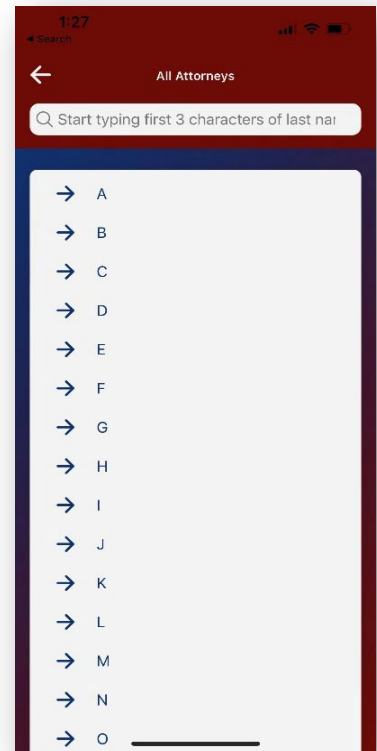 1:27
◀ Search
All Attorneys
Start typing first 3 characters of last nar
A
B
C
D
E
F
G
H
I
J
K
L
M
N
O